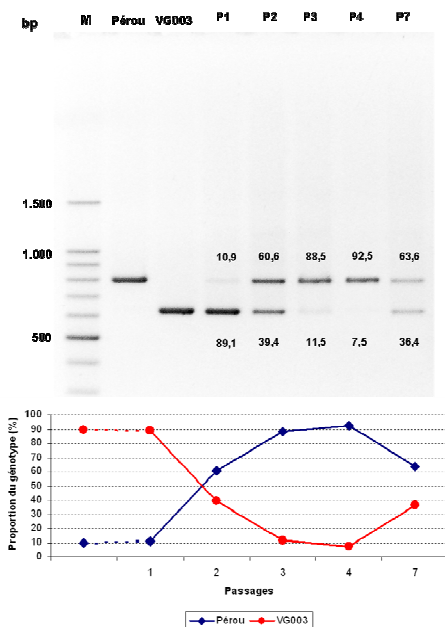 bp M Pérou VG003 P1 P2 P3 P4 P7
1.500
1.000
10,9 60,6 88,5 92,5 63,6
500
89,1 39,4 11,5 7,5 36,4
Proportion du génotype [%]
100
90
80
70
60
50
40
30
20
10
0
1 2 3 4 7
Passages
Pérou VG003